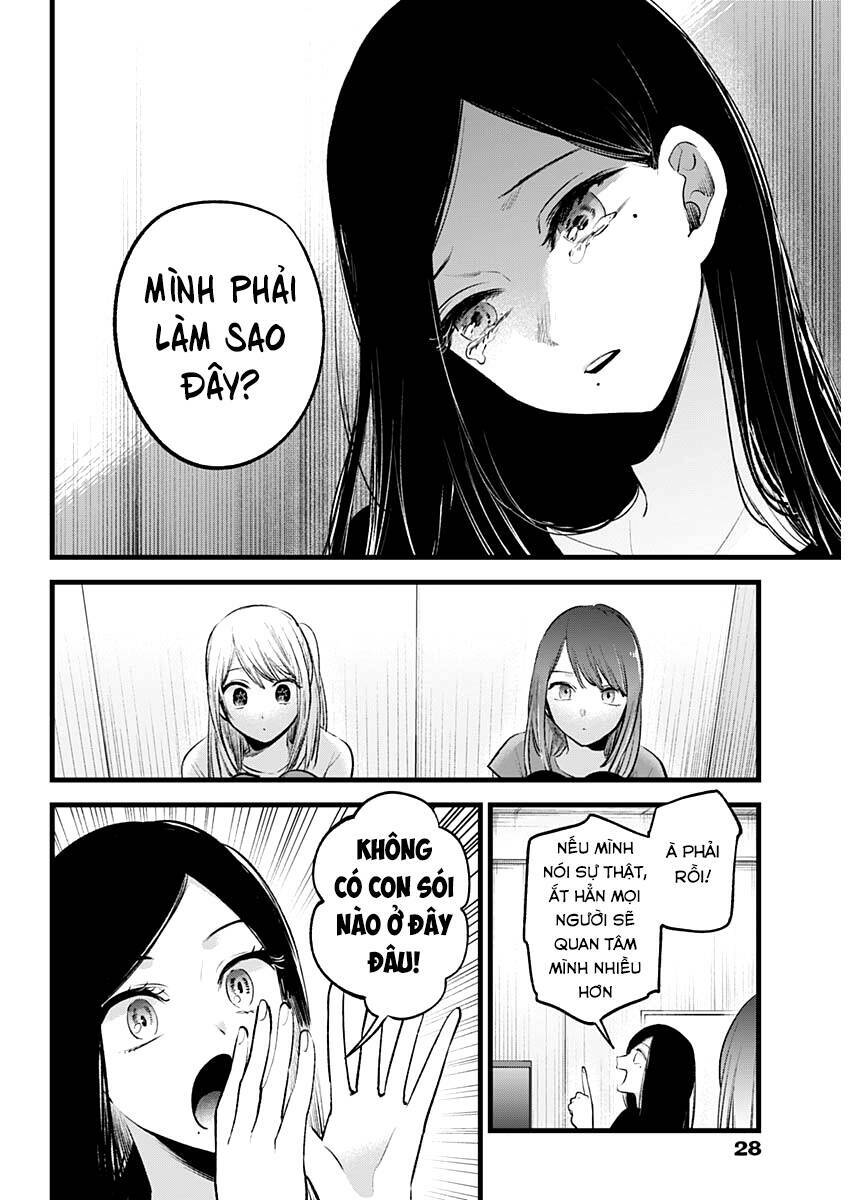 MÌNH PHẢI
LÀM SAO
ĐÂY?
À PHẢI
RỒI!
NẾU MÌNH
NÓI SỰ THẬT,
ẮT HẲN MỌI
NGƯỜI SẼ
QUAN TÂM
MÌNH NHIỀU
HƠN
KHÔNG
CÓ CON SÓI
NÀO Ở ĐÂY
ĐÂU!
28